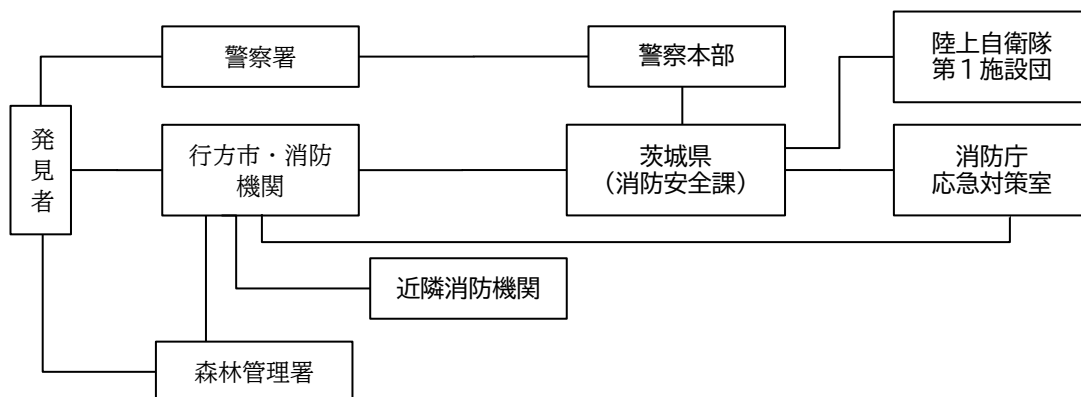 警察署
警察本部
陸上自衛隊
第１施設団
発見者
行方市・消防
機関
茨城県
（消防安全課）
消防庁
応急対策室
近隣消防機関
森林管理署